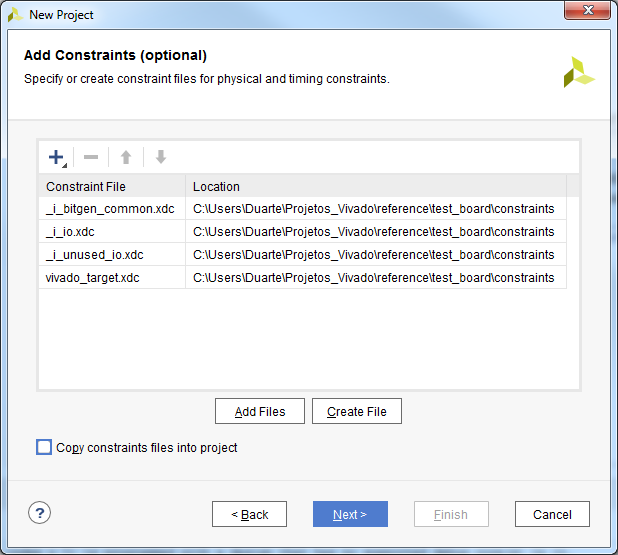 New Project
Add Constraints (optional)
Specify or create constraint files for physical and timing constraints.
Constraint File Location
_i_bitgen_common.xdc C:\Users\Duarte\Projetos_Vivado\reference\test_board\constraints
_i_io.xdc C:\Users\Duarte\Projetos_Vivado\reference\test_board\constraints
_i_unused_io.xdc C:\Users\Duarte\Projetos_Vivado\reference\test_board\constraints
vivado_target.xdc C:\Users\Duarte\Projetos_Vivado\reference\test_board\constraints
Add Files Create File
Copy constraints files into project
? < Back Next > Finish Cancel